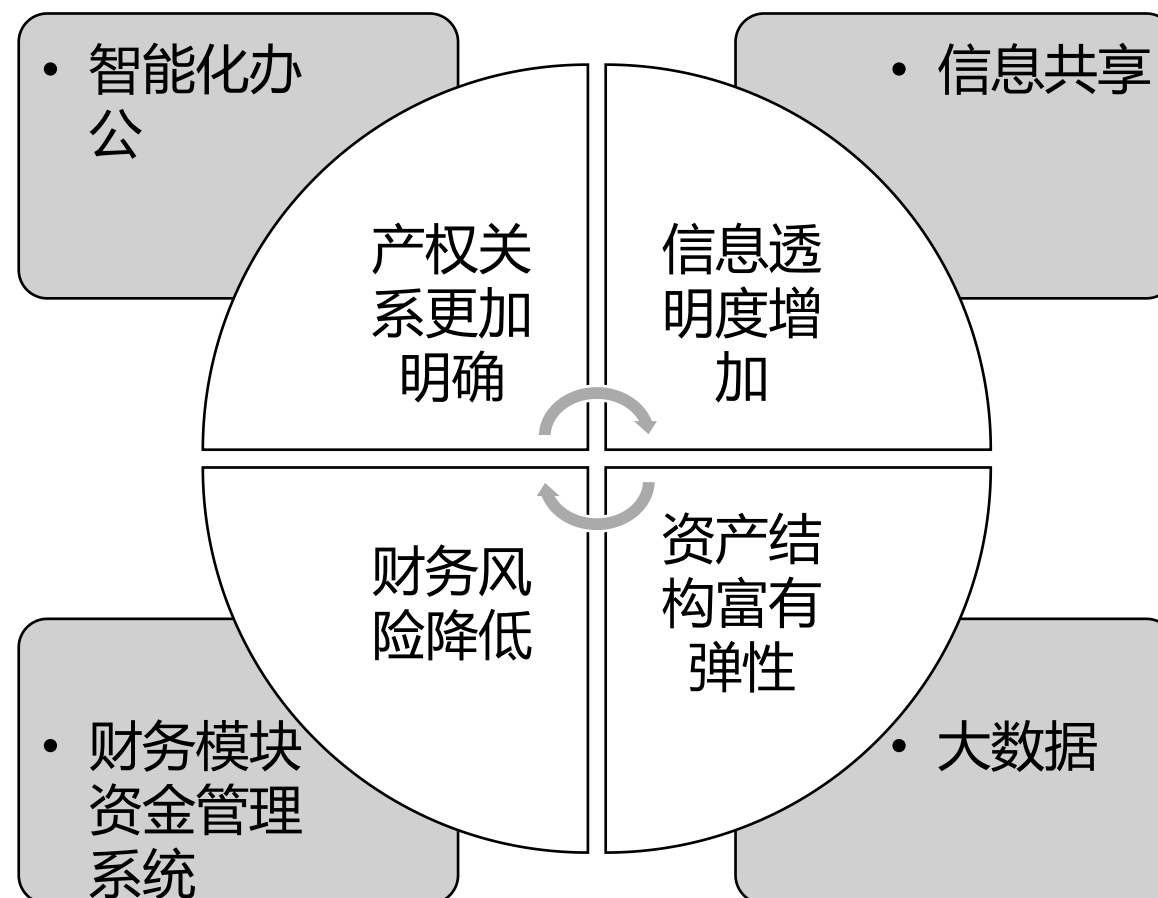 • 智能化办
公
• 信息共享
产权关
系更加
明确
信息透
明度增
加
财务风
险降低
资产结
构富有
弹性
• 财务模块
资金管理
系统
• 大数据